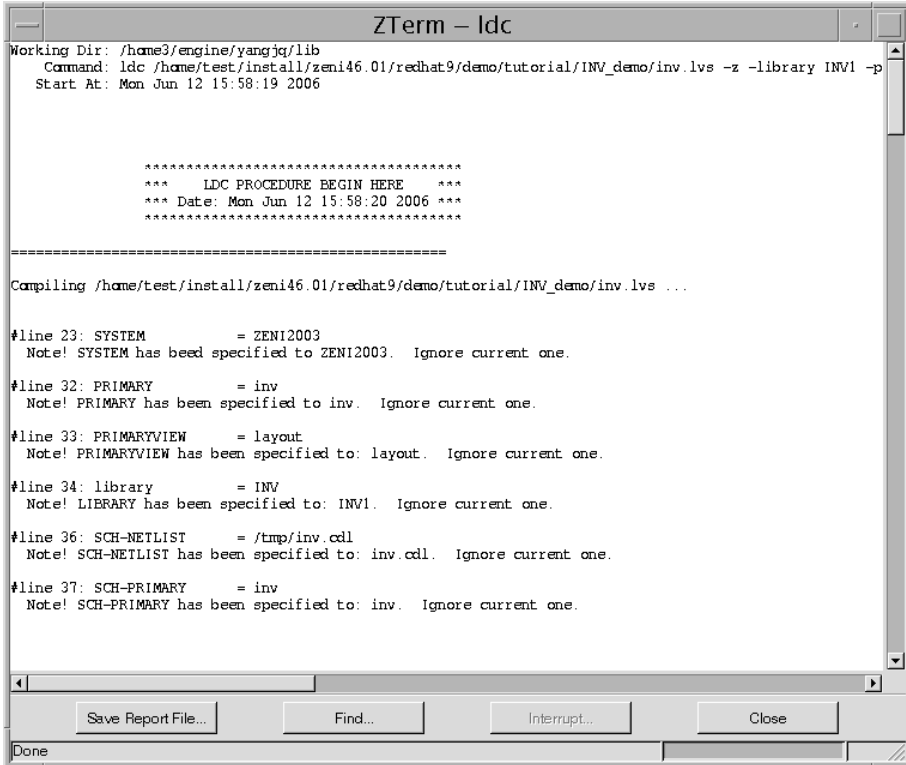 ZTerm – ldc
Working Dir: /home3/engine/yangjq/lib
Command: ldc /home/test/install/zeni46.01/redhat9/demo/tutorial/INV_demo/inv.lvs -z -library INV1 -p
Start At: Mon Jun 12 15:58:19 2006
**************************************
*** LDC PROCEDURE BEGIN HERE ***
*** Date: Mon Jun 12 15:58:20 2006 ***
**************************************
====================================================
Compiling /home/test/install/zeni46.01/redhat9/demo/tutorial/INV_demo/inv.lvs ...
#line 23: SYSTEM = ZENI2003
Note! SYSTEM has beed specified to ZENI2003. Ignore current one.
#line 32: PRIMARY = inv
Note! PRIMARY has been specified to inv. Ignore current one.
#line 33: PRIMARYVIEW = layout
Note! PRIMARYVIEW has been specified to: layout. Ignore current one.
#line 34: library = INV
Note! LIBRARY has been specified to: INV1. Ignore current one.
#line 36: SCH-NETLIST = /tmp/inv.cdl
Note! SCH-NETLIST has been specified to: inv.cdl. Ignore current one.
#line 37: SCH-PRIMARY = inv
Note! SCH-PRIMARY has been specified to: inv. Ignore current one.
Save Report File... Find... Interrupt... Close
Done